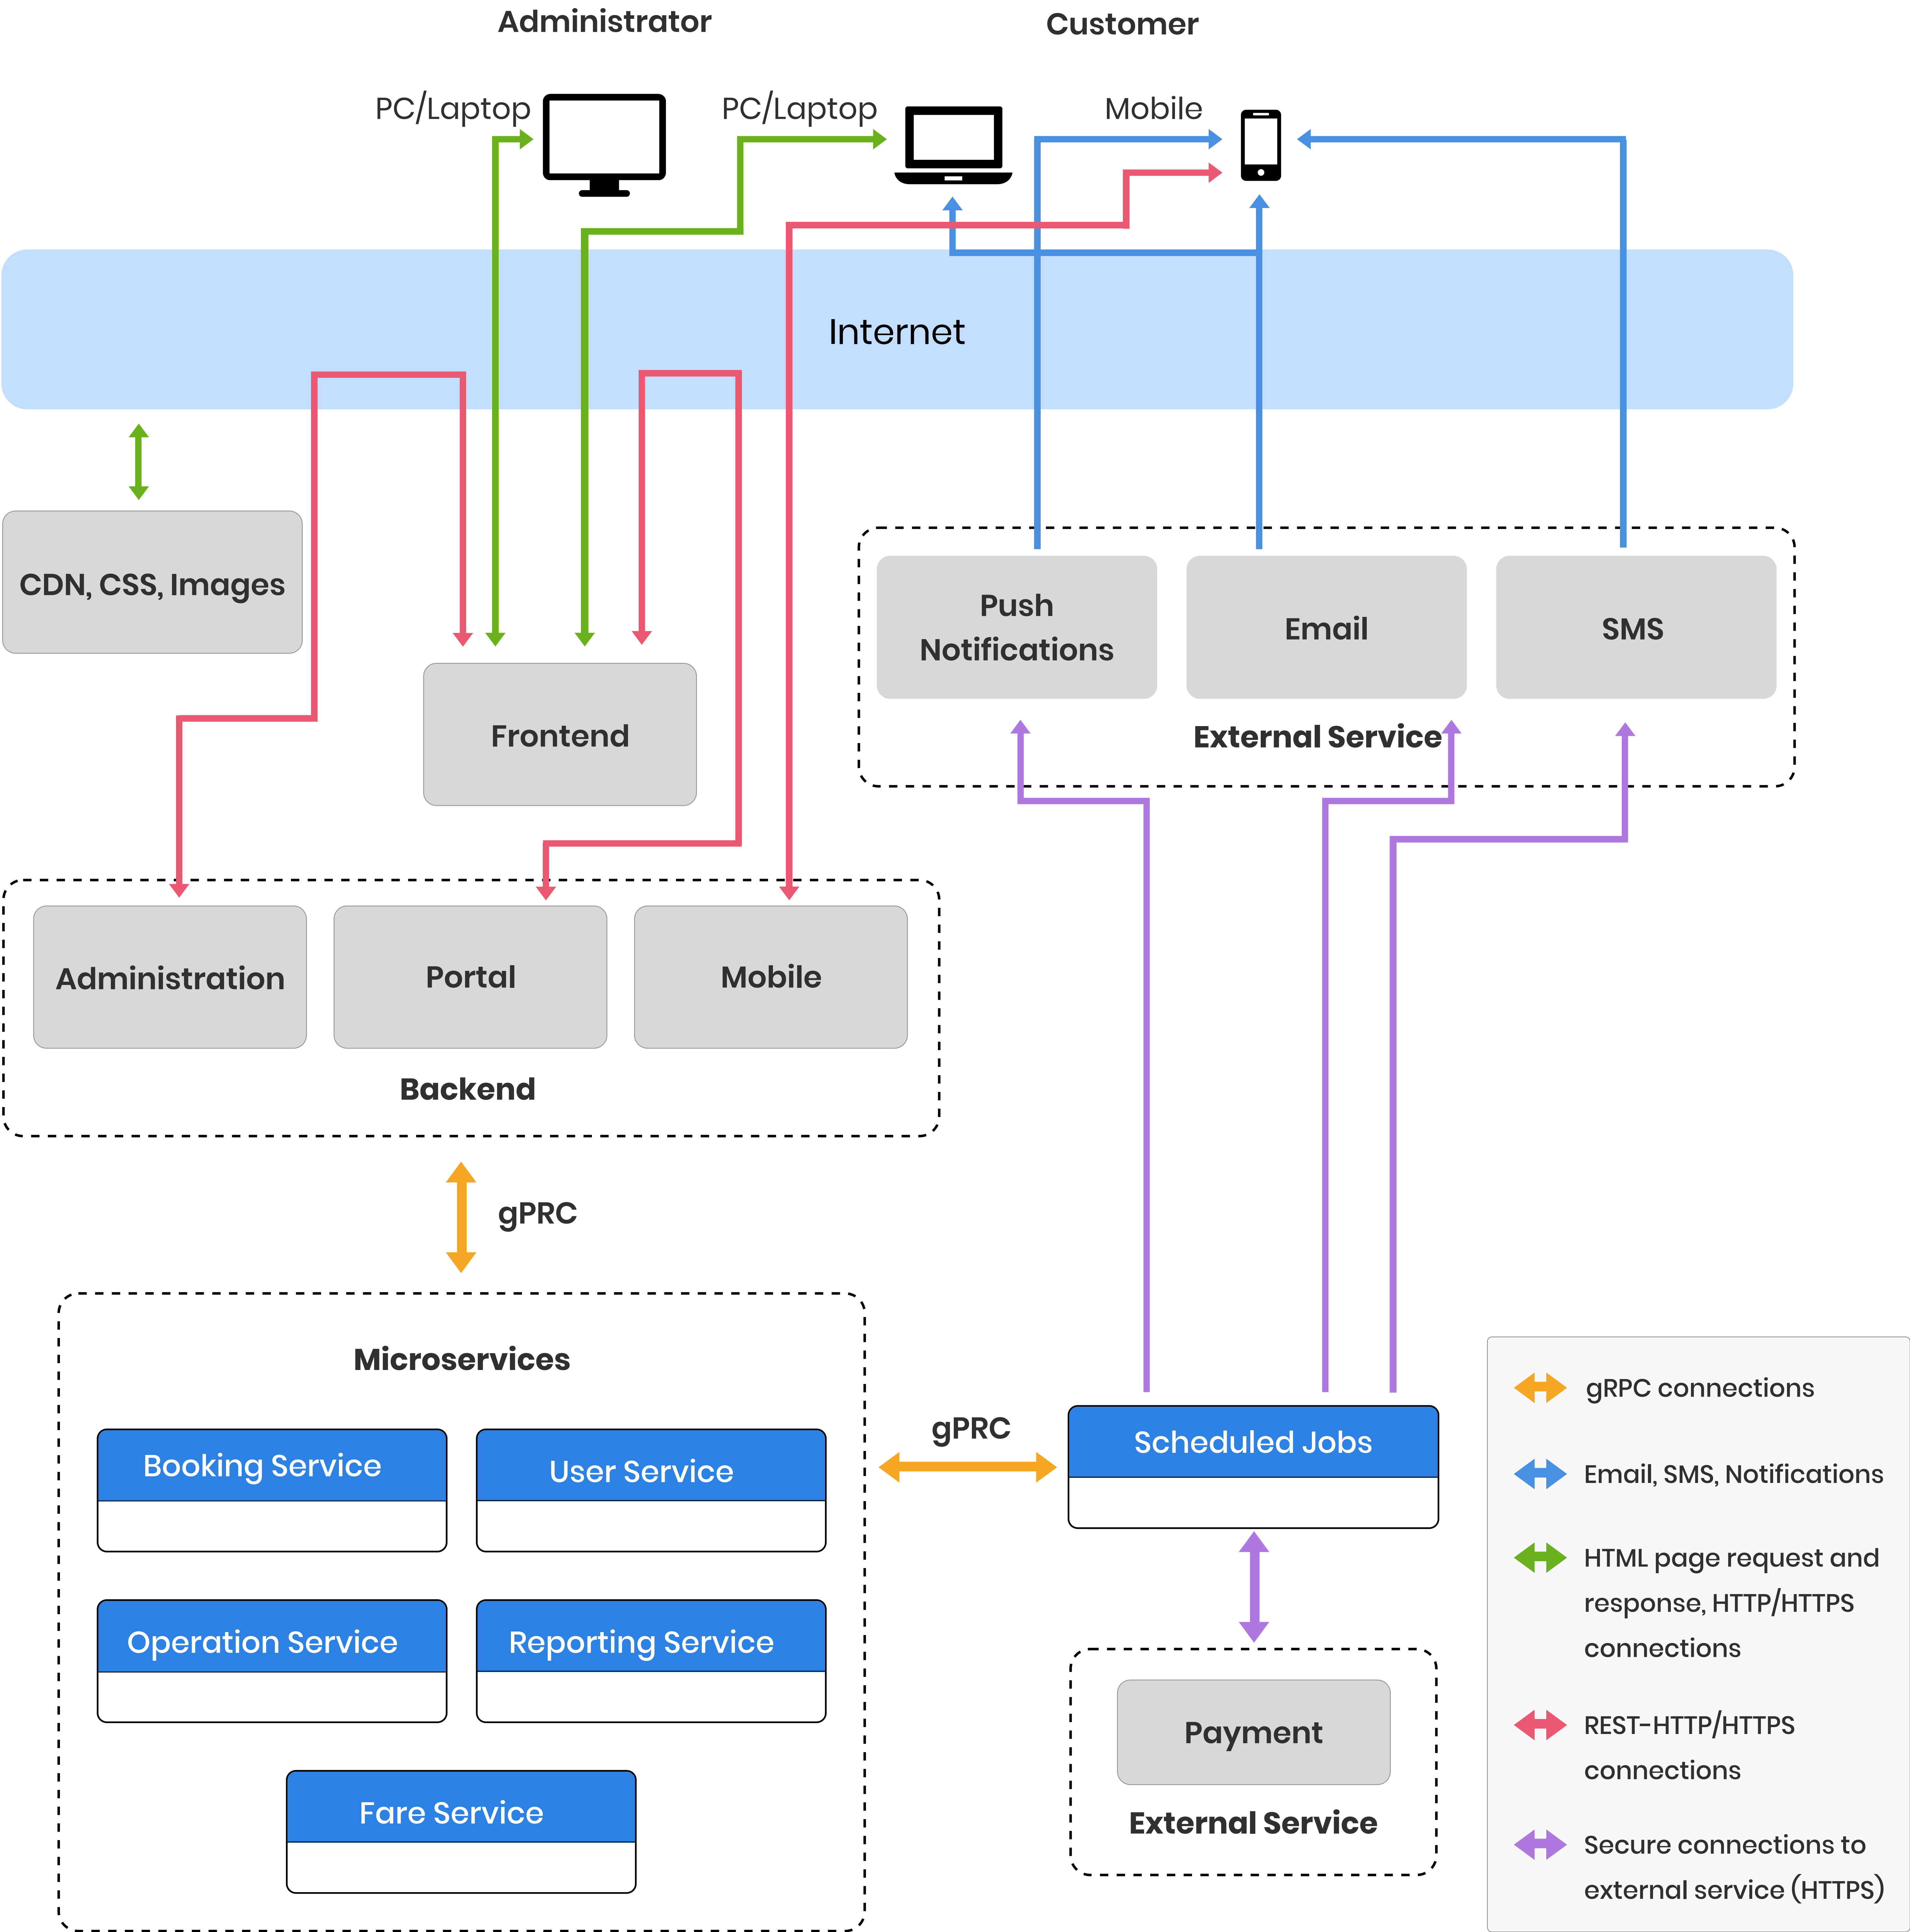 Administrator
Customer
PC/Laptop
PC/Laptop
Mobile
Internet
CDN, CSS, Images
Push
Notifications
Email
SMS
External Service
Frontend
Administration
Portal
Mobile
Backend
gPRC
Microservices
Booking Service
User Service
Operation Service
Reporting Service
Fare Service
gPRC
Scheduled Jobs
Payment
External Service
gRPC connections
Email, SMS, Notifications
HTML page request and
response, HTTP/HTTPS
connections
REST-HTTP/HTTPS
connections
Secure connections to
external service (HTTPS)